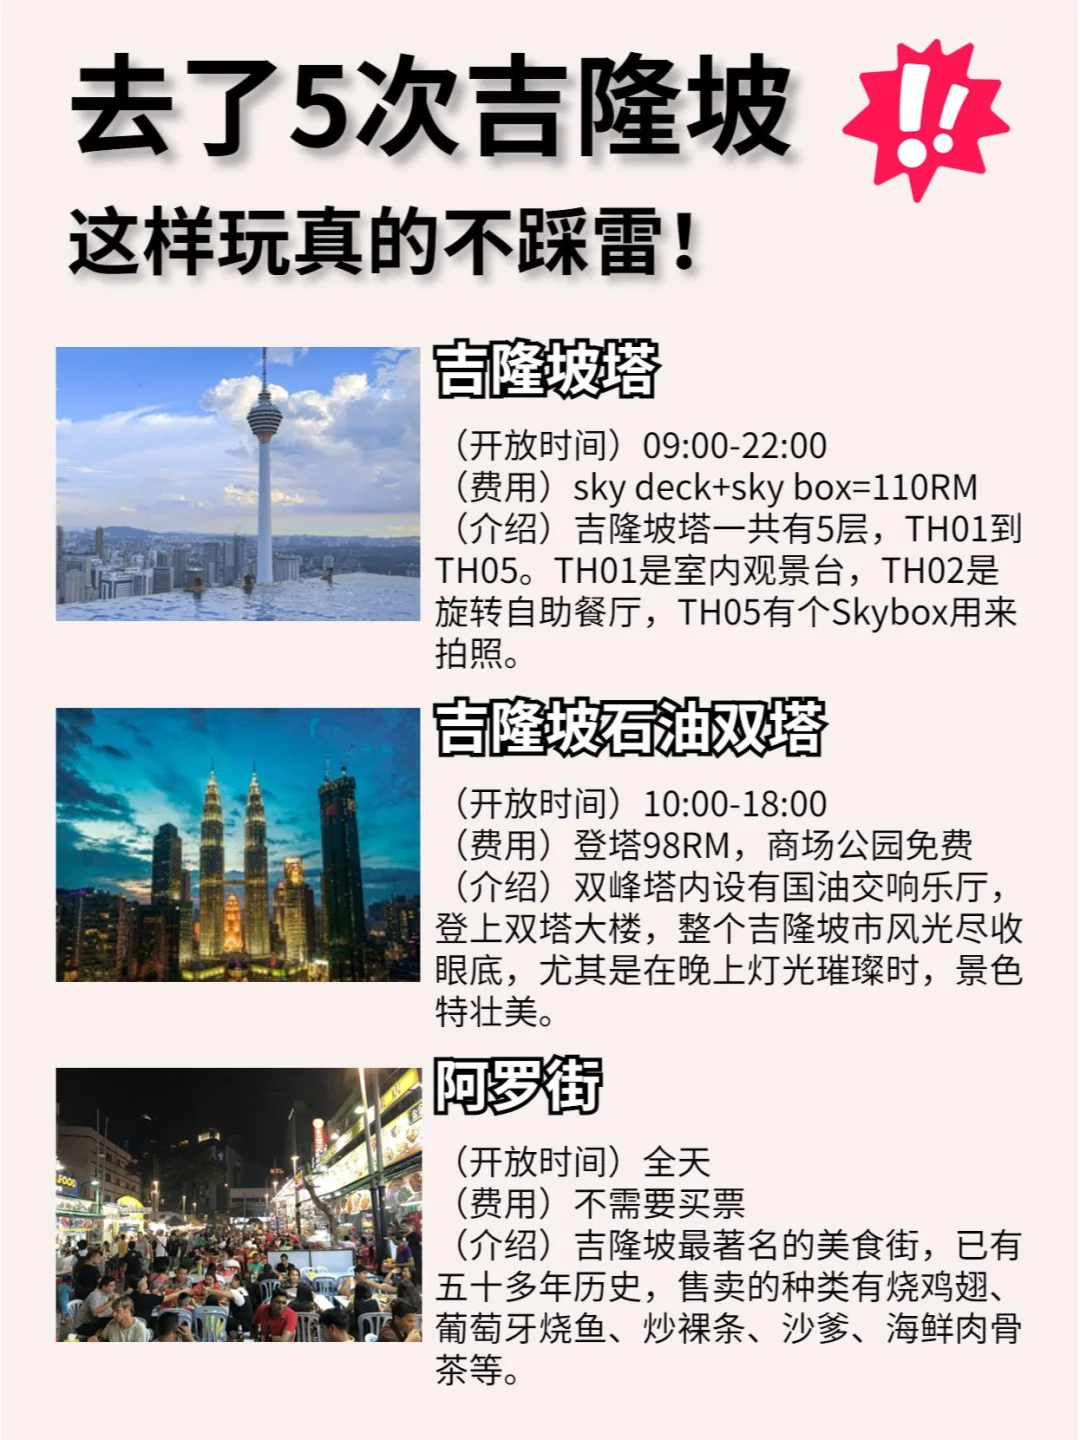 去了5次吉隆坡
这样玩真的不踩雷！
吉隆坡塔
（开放时间）09:00-22:00
（费用）sky deck+sky box=110RM
（介绍）吉隆坡塔一共有5层，TH01到
TH05。TH01是室内观景台，TH02是
旋转自助餐厅，TH05有个Skybox用来
拍照。
吉隆坡石油双塔
（开放时间）10:00-18:00
（费用）登塔98RM，商场公园免费
（介绍）双峰塔内设有国油交响乐厅，
登上双塔大楼，整个吉隆坡市风光尽收
眼底，尤其是在晚上灯光璀璨时，景色
特壮美。
阿罗街
（开放时间）全天
（费用）不需要买票
（介绍）吉隆坡最著名的美食街，已有
五十多年历史，售卖的种类有烧鸡翅、
葡萄牙烧鱼、炒裸条、沙爹、海鲜肉骨
茶等。
FOOD